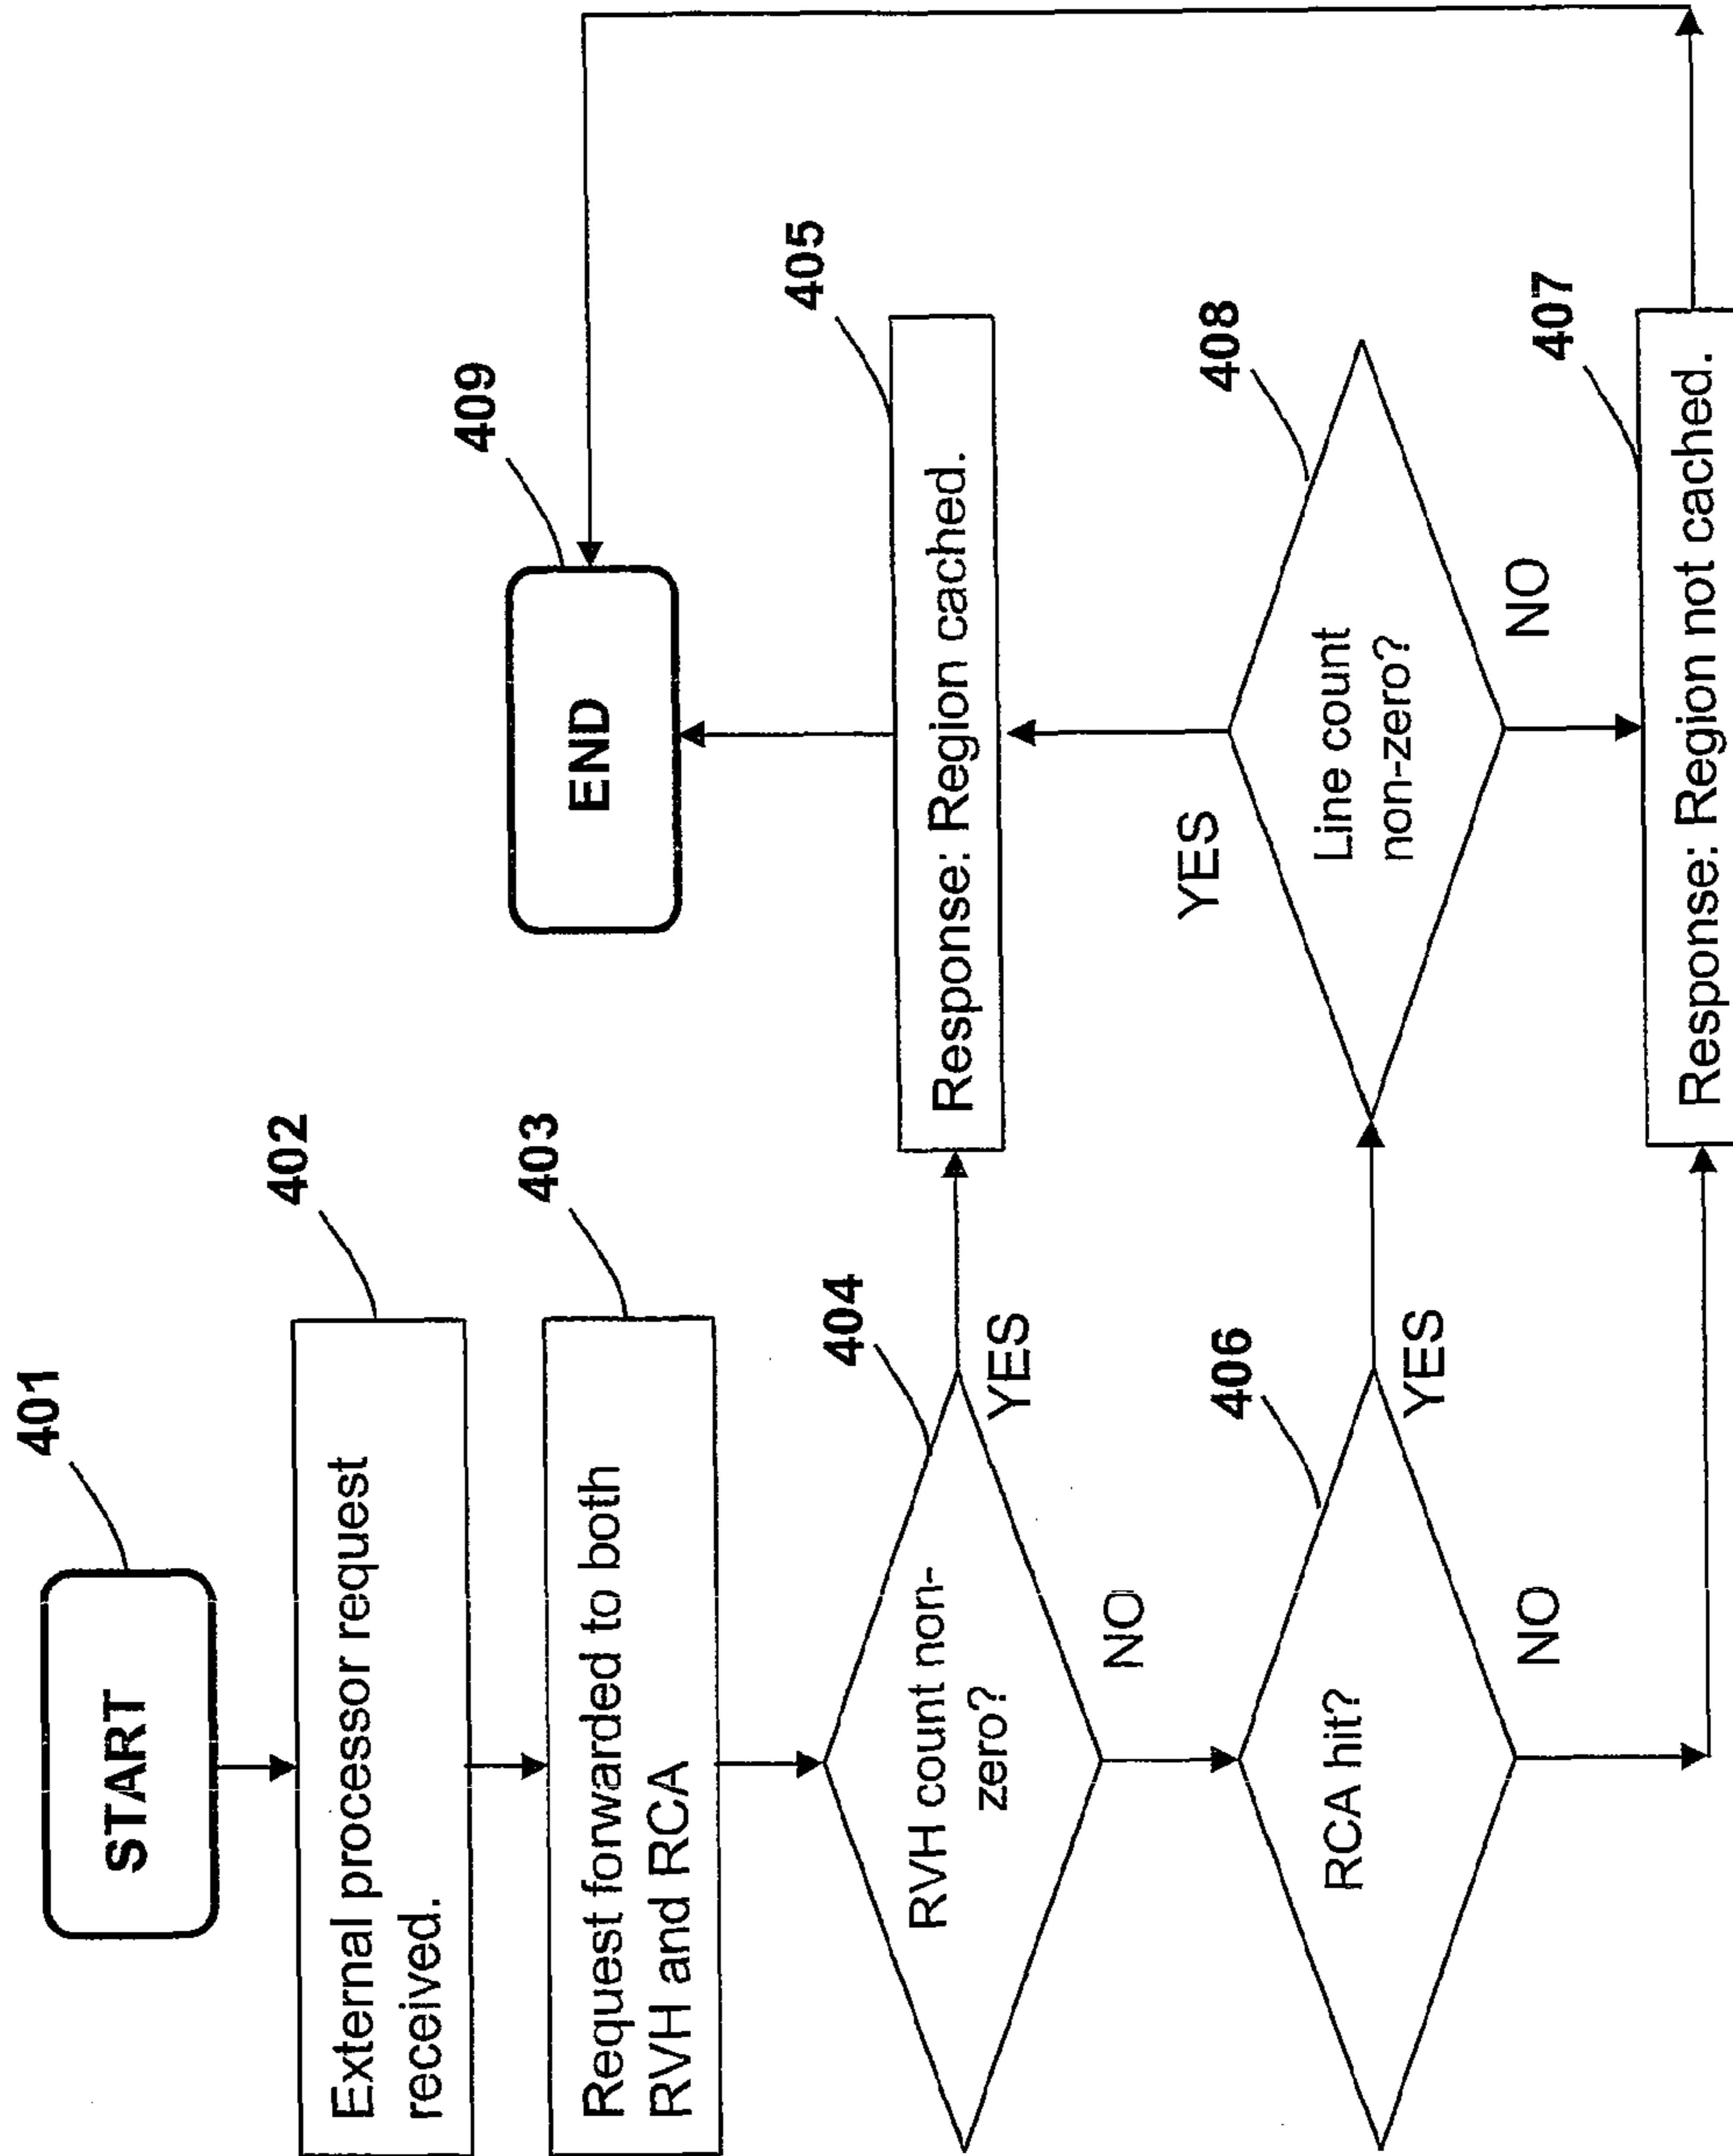 401
START
402
External processor request
received.
403
Request forwarded to both
RVH and RCA
404
RVH count non-
zero?
YES
NO
405
Response: Region cached.
406
RCA hit?
YES
NO
408
Line count
non-zero?
YES
NO
407
Response: Region not cached.
409
END